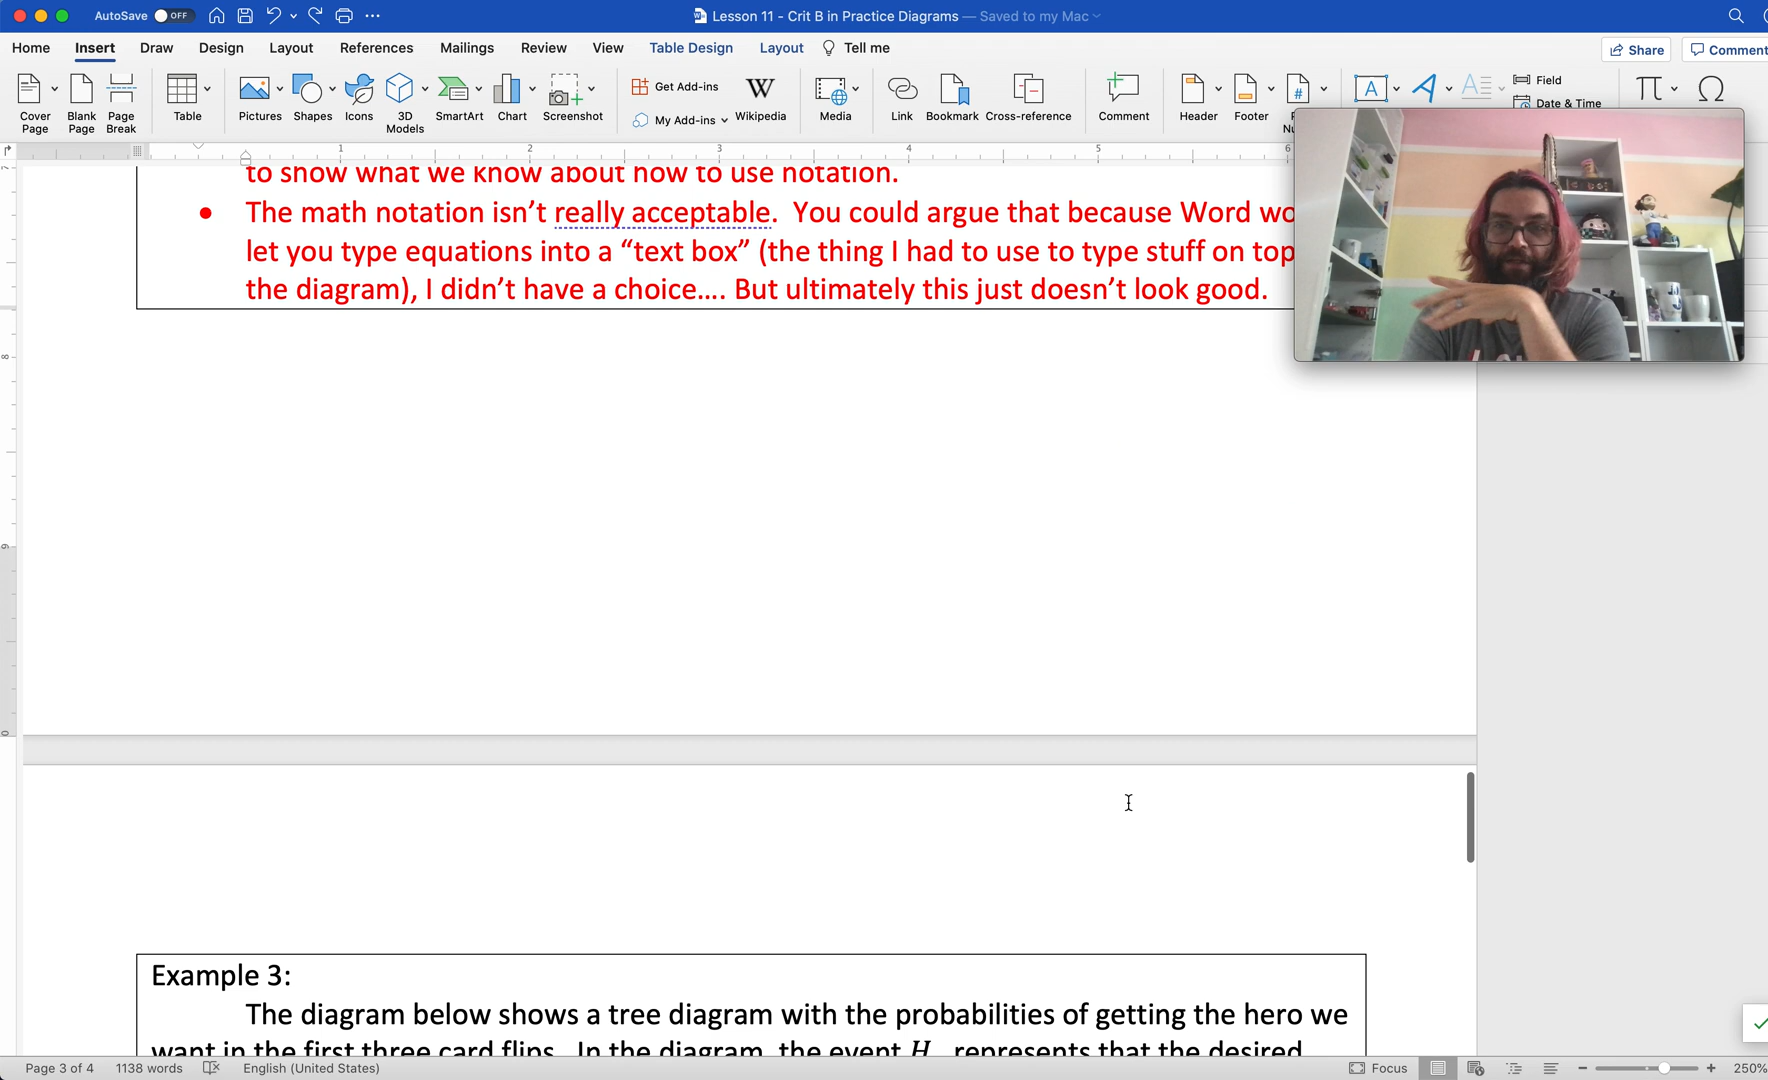 AutoSave OFF
Lesson 11 - Crit B in Practice Diagrams — Saved to my Mac
Home Insert Draw Design Layout References Mailings Review View Table Design Layout Tell me
Share Comment
Cover Page
Blank Page
Page Break
Table
Pictures
Shapes
Icons
3D Models
SmartArt
Chart
Screenshot
Get Add-ins
My Add-ins
W
Wikipedia
Media
Link
Bookmark
Cross-reference
Comment
Header
Footer
#
A
A
A
Field
Date & Time
π
Ω
1 2 3 4 5 6
to show what we know about how to use notation.
• The math notation isn’t really acceptable. You could argue that because Word wo
let you type equations into a “text box” (the thing I had to use to type stuff on top
the diagram), I didn’t have a choice.... But ultimately this just doesn’t look good.
8
9
Example 3:
The diagram below shows a tree diagram with the probabilities of getting the hero we
want in the first three card flips. In the diagram, the event H represents that the desired
Page 3 of 4 1138 words English (United States) Focus 250%